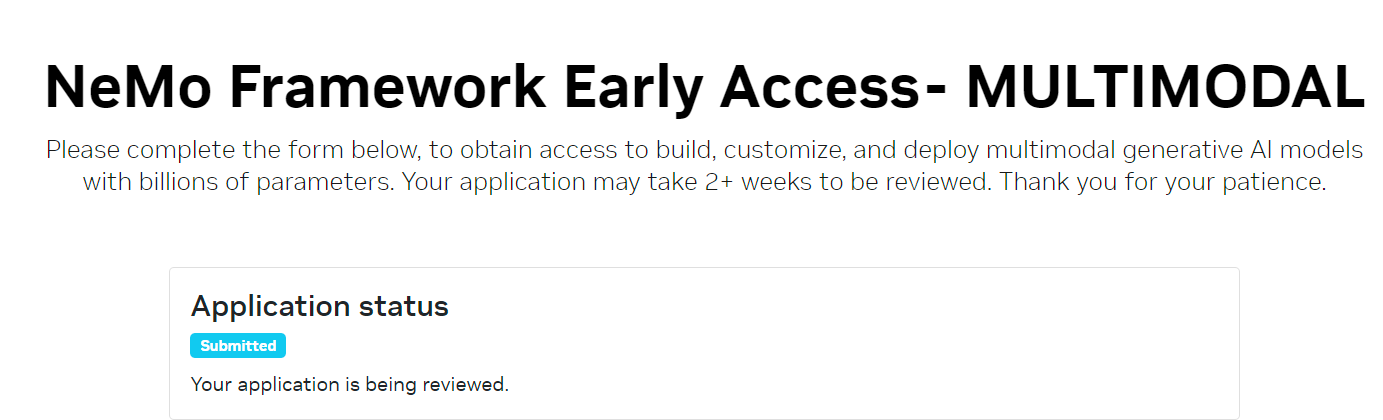 NeMo Framework Early Access- MULTIMODAL
Please complete the form below, to obtain access to build, customize, and deploy multimodal generative AI models
with billions of parameters. Your application may take 2+ weeks to be reviewed. Thank you for your patience.
Application status
Submitted
Your application is being reviewed.